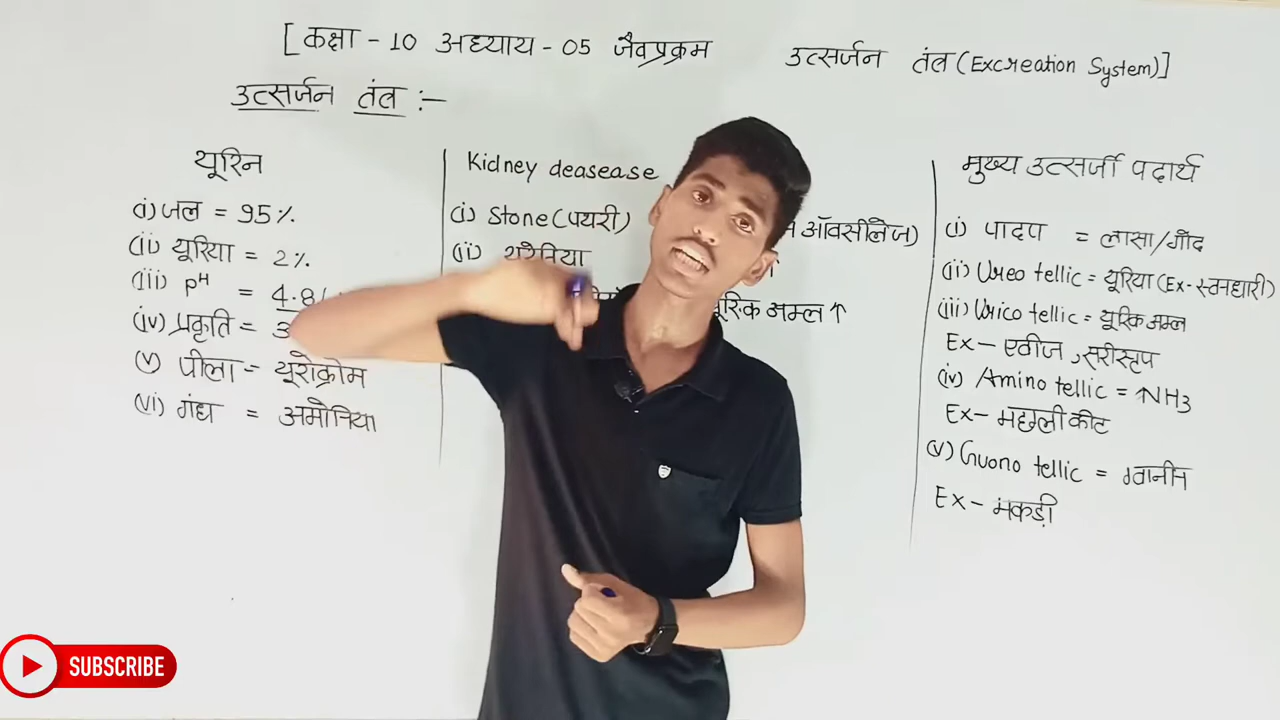 [ कक्षा - 10 अध्याय - 05 जैवप्रक्रम उत्सर्जन तंत्र (Excreation System)]
उत्सर्जन तंत्र :-
यूरिन
(i) जल = 95%
(ii) यूरिया = 2%
(iii) pH = 4.8
(iv) प्रकृति =
(v) पीला - यूरोक्रोम
(vi) गंध = अमोनिया
Kidney deasease
(i) Stone (पथरी) ऑक्सीलेज)
(ii)
अम्ल ↑
मुख्य उत्सर्जी पदार्थ
(i) पादप = लासा/गोंद
(ii) Ureo tellic = यूरिया (Ex - स्तनधारी)
(iii) Urico tellic = यूरिक अम्ल
Ex - एवीज, सरीसृप
(iv) Amino tellic = NH3
Ex - मछली कीट
(v) Guono tellic = ग्वानीन
Ex - मकड़ी
SUBSCRIBE